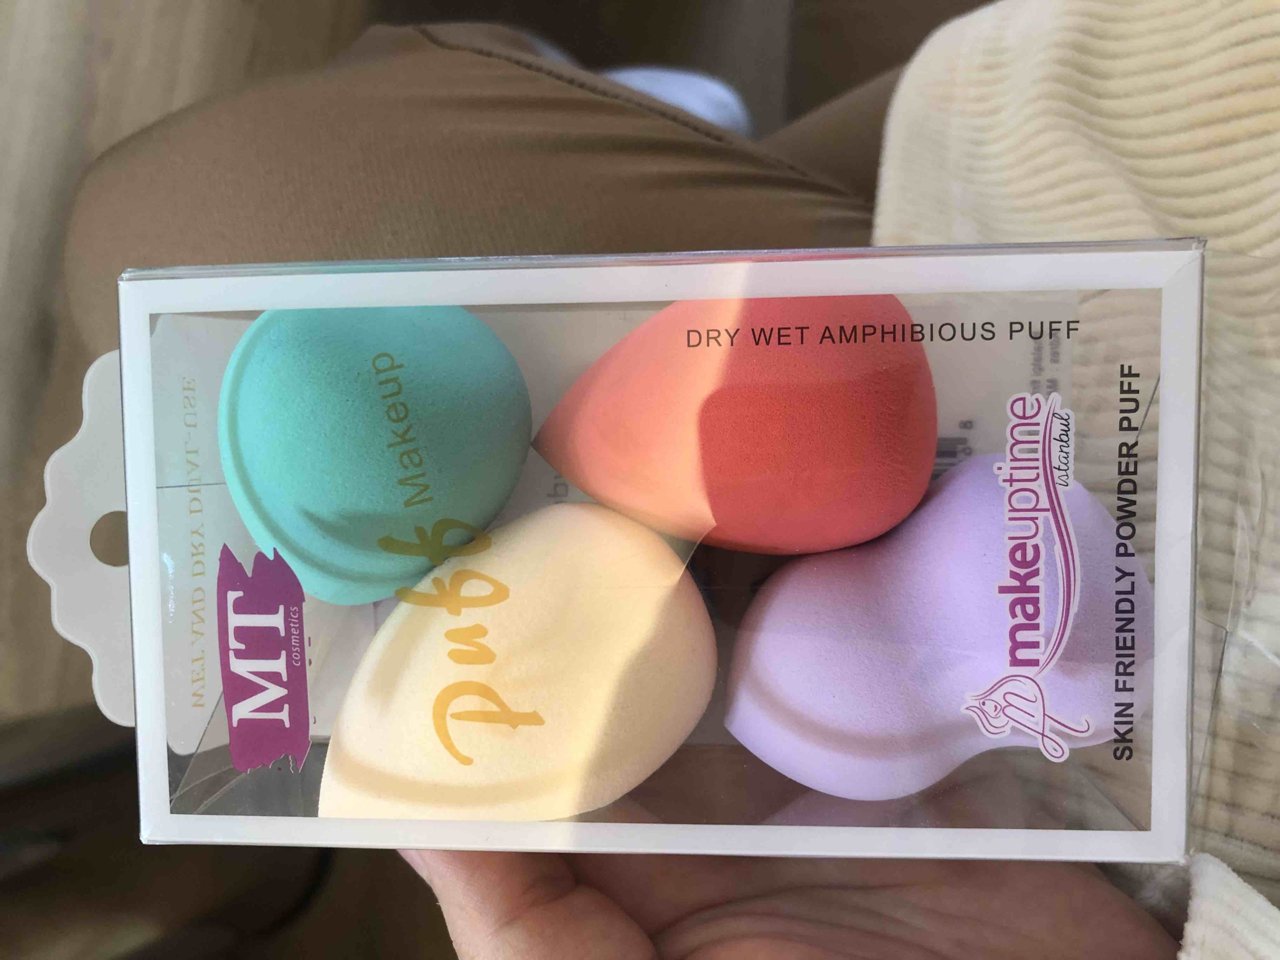 MT
cosmetics
WET AND DRY DUAL-USE
Puff
Makeup
DRY WET AMPHIBIOUS PUFF
makeuptime
istanbul
SKIN FRIENDLY POWDER PUFF